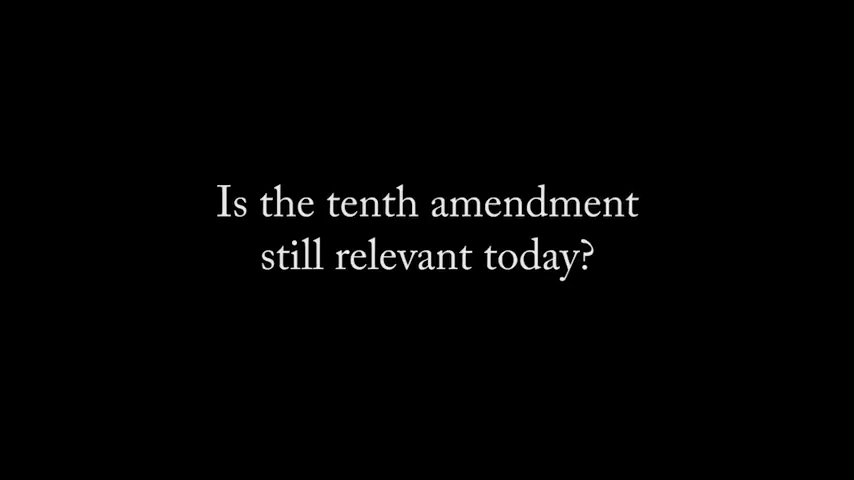 Is the tenth amendment
still relevant today?